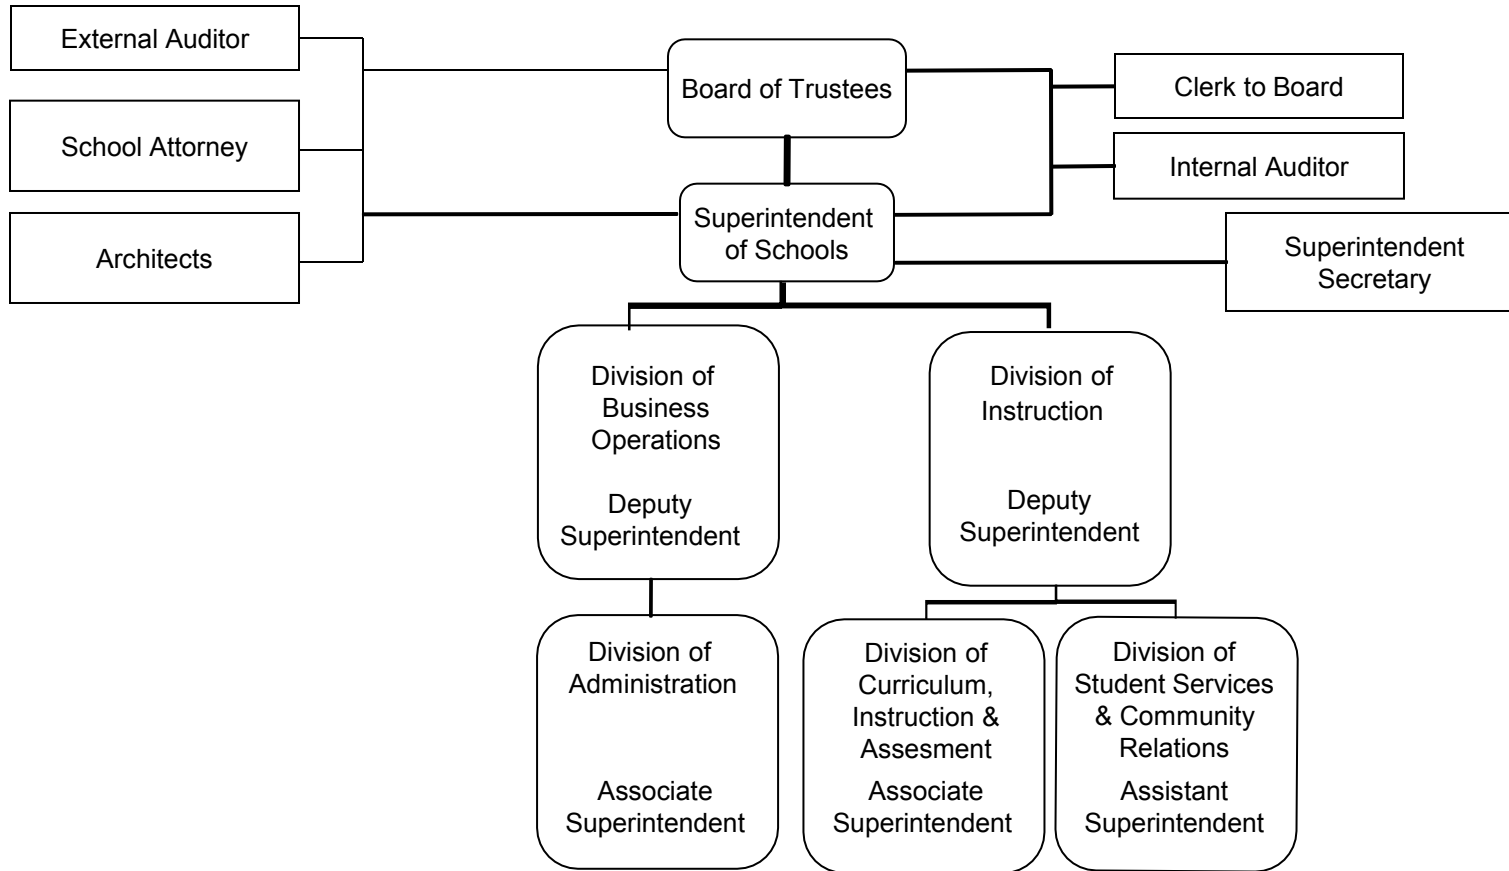 External Auditor
Board of Trustees
Clerk to Board
School Attorney
Internal Auditor
Superintendent
of Schools
Architects
Superintendent
Secretary
Division of
Business
Operations
Deputy
Superintendent
Division of
Instruction
Deputy
Superintendent
Division of
Administration
Associate
Superintendent
Division of
Curriculum,
Instruction &
Assesment
Associate
Superintendent
Division of
Student Services
& Community
Relations
Assistant
Superintendent